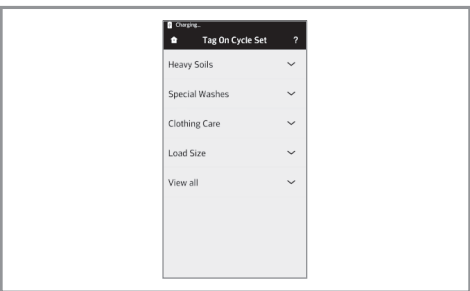 Charging...
Tag On Cycle Set ?
Heavy Soils
Special Washes
Clothing Care
Load Size
View all